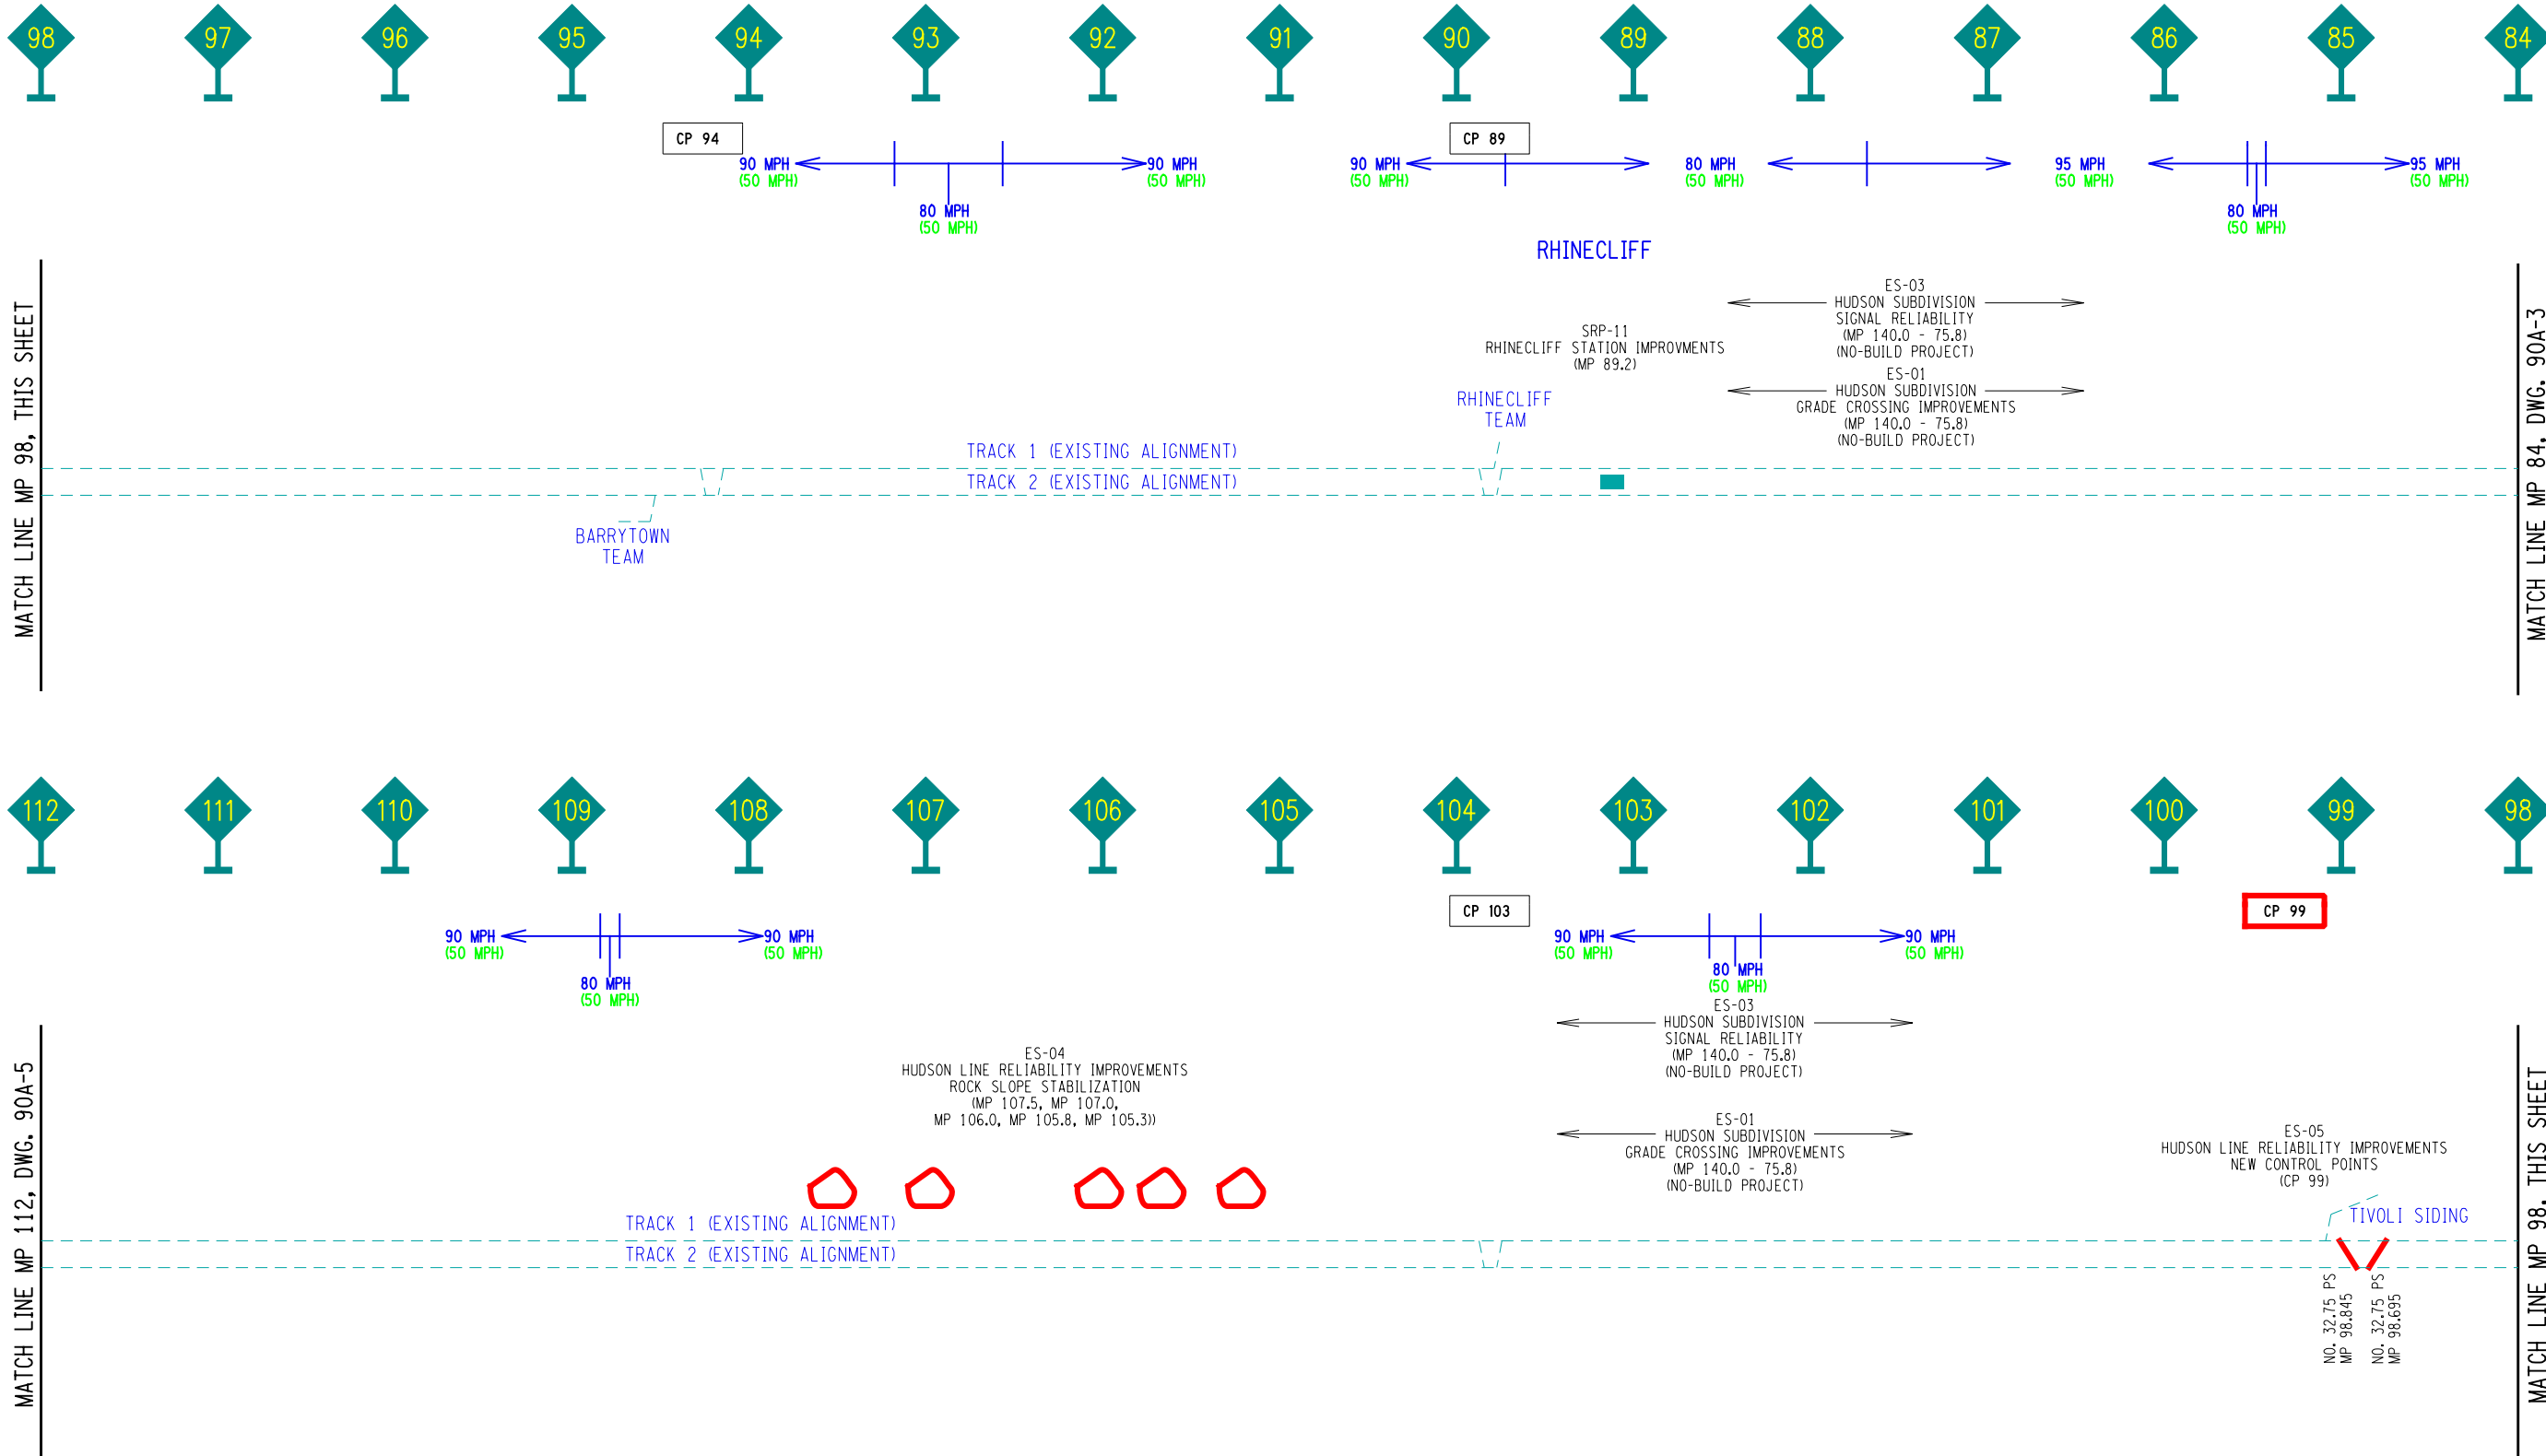 98 97 96 95 94 93 92 91 90 89 88 87 86 85 84
CP 94
CP 89
90 MPH
(50 MPH)
80 MPH
(50 MPH)
90 MPH
(50 MPH)
90 MPH
(50 MPH)
80 MPH
(50 MPH)
95 MPH
(50 MPH)
80 MPH
(50 MPH)
95 MPH
(50 MPH)
RHINECLIFF
MATCH LINE MP 98, THIS SHEET
SRP-11
RHINECLIFF STATION IMPROVMENTS
(MP 89.2)
ES-03
HUDSON SUBDIVISION
SIGNAL RELIABILITY
(MP 140.0 - 75.8)
(NO-BUILD PROJECT)
ES-01
HUDSON SUBDIVISION
GRADE CROSSING IMPROVEMENTS
(MP 140.0 - 75.8)
(NO-BUILD PROJECT)
RHINECLIFF
TEAM
TRACK 1 (EXISTING ALIGNMENT)
TRACK 2 (EXISTING ALIGNMENT)
BARRYTOWN
TEAM
MATCH LINE MP 84, DWG. 90A-3
112 111 110 109 108 107 106 105 104 103 102 101 100 99 98
CP 103
CP 99
90 MPH
(50 MPH)
80 MPH
(50 MPH)
90 MPH
(50 MPH)
90 MPH
(50 MPH)
80 MPH
(50 MPH)
90 MPH
(50 MPH)
MATCH LINE MP 112, DWG. 90A-5
ES-04
HUDSON LINE RELIABILITY IMPROVEMENTS
ROCK SLOPE STABILIZATION
(MP 107.5, MP 107.0,
MP 106.0, MP 105.8, MP 105.3))
ES-03
HUDSON SUBDIVISION
SIGNAL RELIABILITY
(MP 140.0 - 75.8)
(NO-BUILD PROJECT)
ES-01
HUDSON SUBDIVISION
GRADE CROSSING IMPROVEMENTS
(MP 140.0 - 75.8)
(NO-BUILD PROJECT)
ES-05
HUDSON LINE RELIABILITY IMPROVEMENTS
NEW CONTROL POINTS
(CP 99)
TIVOLI SIDING
TRACK 1 (EXISTING ALIGNMENT)
TRACK 2 (EXISTING ALIGNMENT)
NO. 32.75 PS
MP 98.845
NO. 32.75 PS
MP 98.695
MATCH LINE MP 98, THIS SHEET